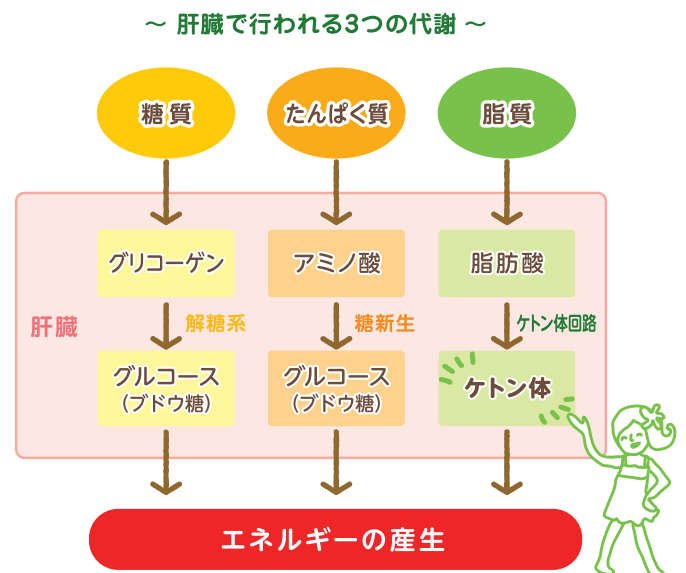 ～ 肝臓で行われる3つの代謝 ～
糖質
たんぱく質
脂質
グリコーゲン
アミノ酸
脂肪酸
肝臓
解糖系
糖新生
ケトン体回路
グルコース
(ブドウ糖)
グルコース
(ブドウ糖)
ケトン体
エネルギーの産生